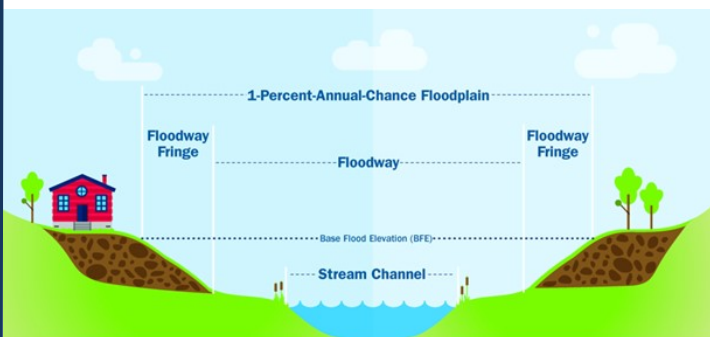 1-Percent-Annual-Chance Floodplain
Floodway
Fringe
Floodway
Floodway
Fringe
Base Flood Elevation (BFE)
Stream Channel